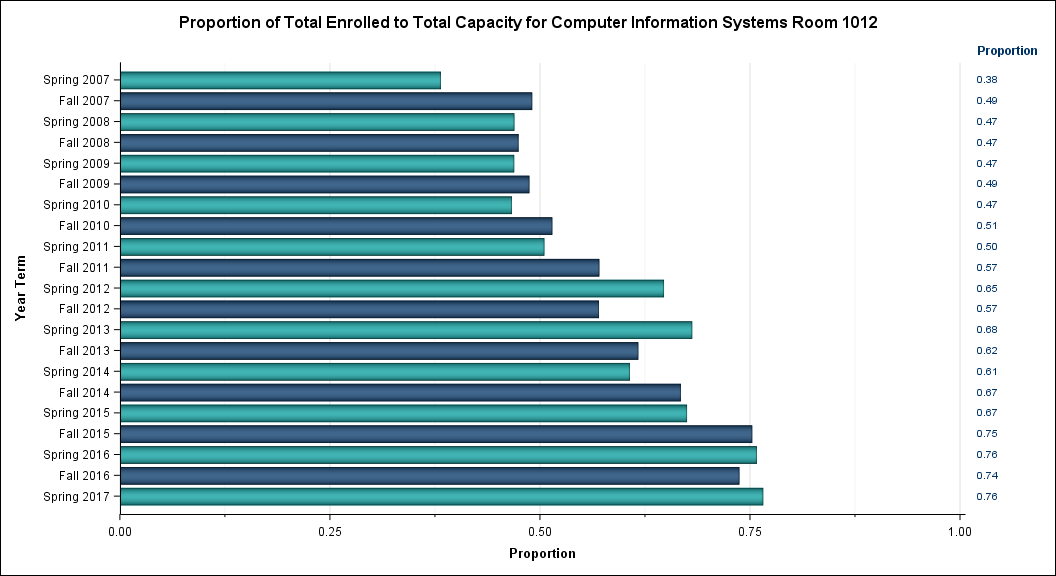 Proportion of Total Enrolled to Total Capacity for Computer Information Systems Room 1012
Proportion
Spring 2007 0.38
Fall 2007 0.49
Spring 2008 0.47
Fall 2008 0.47
Spring 2009 0.47
Fall 2009 0.49
Spring 2010 0.47
Fall 2010 0.51
Spring 2011 0.50
Fall 2011 0.57
Spring 2012 0.65
Fall 2012 0.57
Spring 2013 0.68
Fall 2013 0.62
Spring 2014 0.61
Fall 2014 0.67
Spring 2015 0.67
Fall 2015 0.75
Spring 2016 0.76
Fall 2016 0.74
Spring 2017 0.76
Year Term
0.00 0.25 0.50 0.75 1.00
Proportion